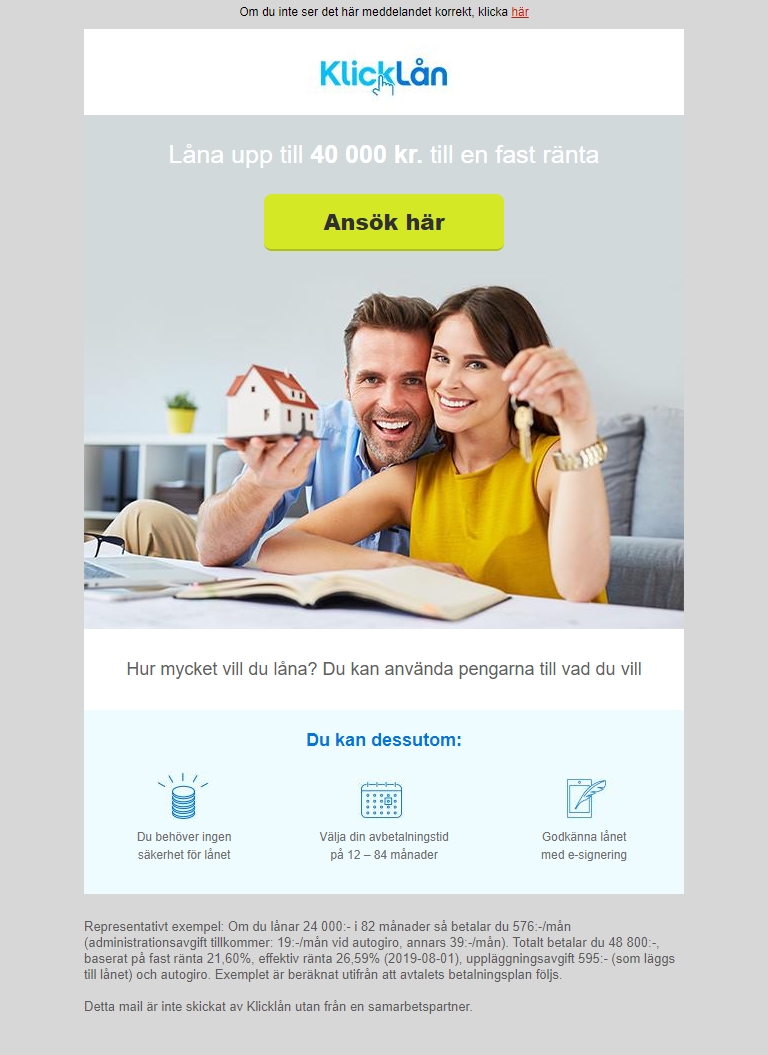 Om du inte ser det här meddelandet korrekt, klicka här
KlickLån
Låna upp till 40 000 kr. till en fast ränta
Ansök här
Hur mycket vill du låna? Du kan använda pengarna till vad du vill
Du kan dessutom:
Du behöver ingen
säkerhet för lånet
Välja din avbetalningstid
på 12 – 84 månader
Godkänna lånet
med e-signering
Representativt exempel: Om du lånar 24 000:- i 82 månader så betalar du 576:-/mån
(administrationsavgift tillkommer: 19:-/mån vid autogiro, annars 39:-/mån). Totalt betalar du 48 800:-,
baserat på fast ränta 21,60%, effektiv ränta 26,59% (2019-08-01), uppläggningsavgift 595:- (som läggs
till lånet) och autogiro. Exemplet är beräknat utifrån att avtalets betalningsplan följs.
Detta mail är inte skickat av Klicklån utan från en samarbetspartner.